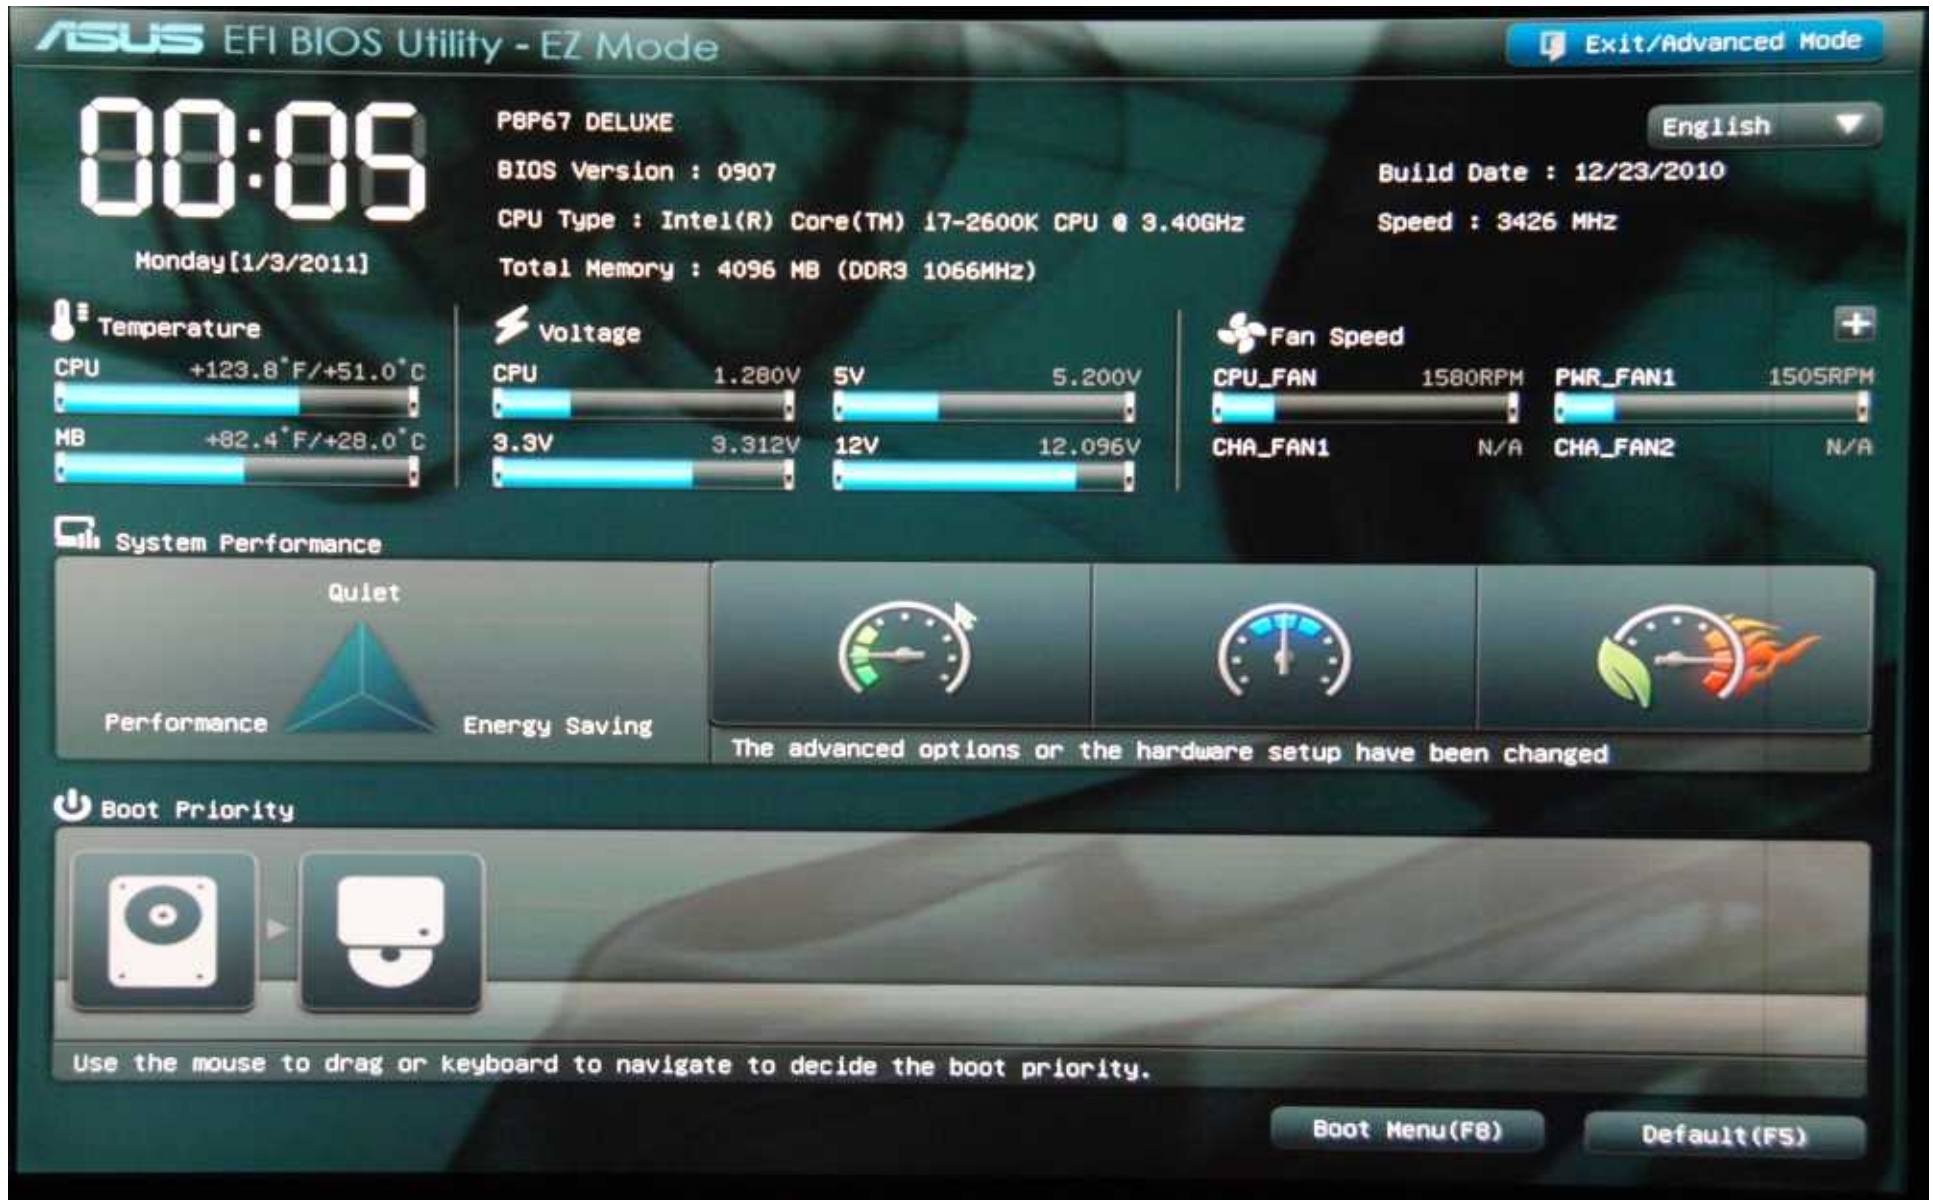 ASUS EFI BIOS Utility - EZ Mode
Exit/Advanced Mode
00:05
Monday[1/3/2011]
P8P67 DELUXE
English
BIOS Version : 0907
Build Date : 12/23/2010
CPU Type : Intel(R) Core(TM) i7-2600K CPU @ 3.40GHz
Speed : 3426 MHz
Total Memory : 4096 MB (DDR3 1066MHz)
Temperature
CPU +123.8°F/+51.0°C
MB +82.4°F/+28.0°C
Voltage
CPU 1.280V 5V 5.200V
3.3V 3.312V 12V 12.096V
Fan Speed
CPU_FAN 1580RPM PWR_FAN1 1505RPM
CHA_FAN1 N/A CHA_FAN2 N/A
System Performance
Quiet
Performance
Energy Saving
The advanced options or the hardware setup have been changed
Boot Priority
Use the mouse to drag or keyboard to navigate to decide the boot priority.
Boot Menu(F8)
Default(F5)